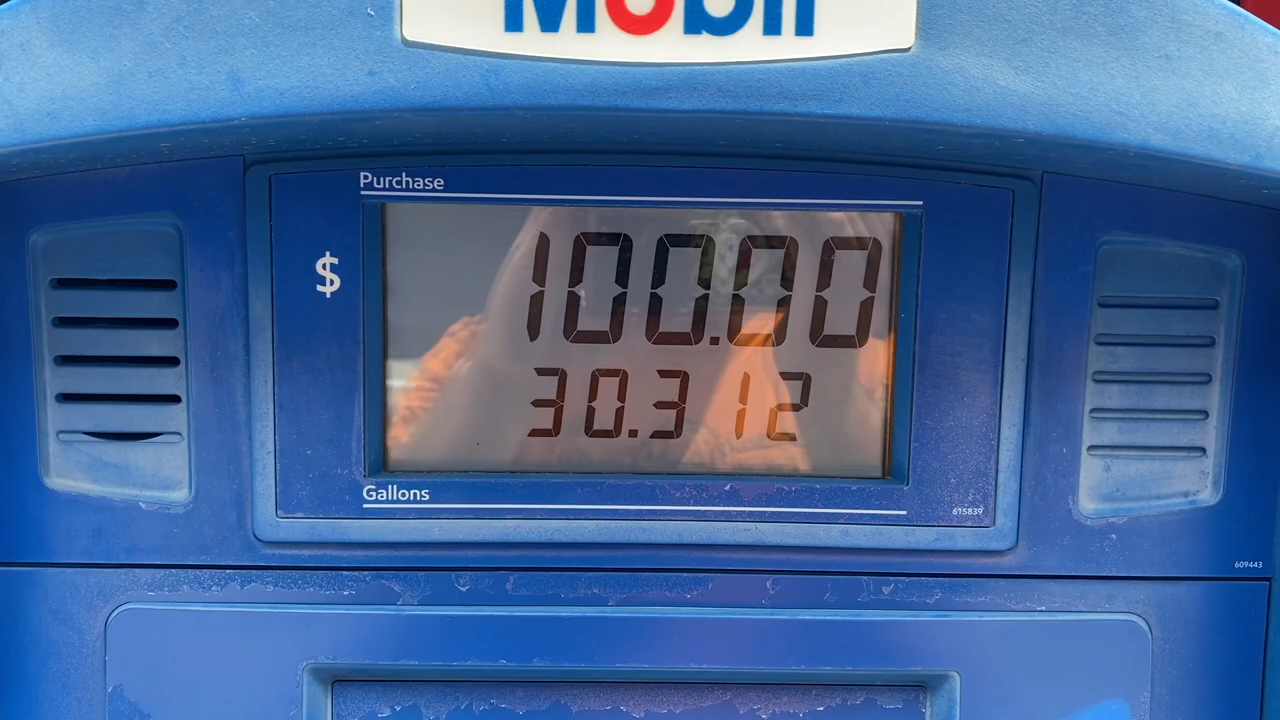 Mobil
Purchase
$ 100.00
30.312
Gallons
615839
609443